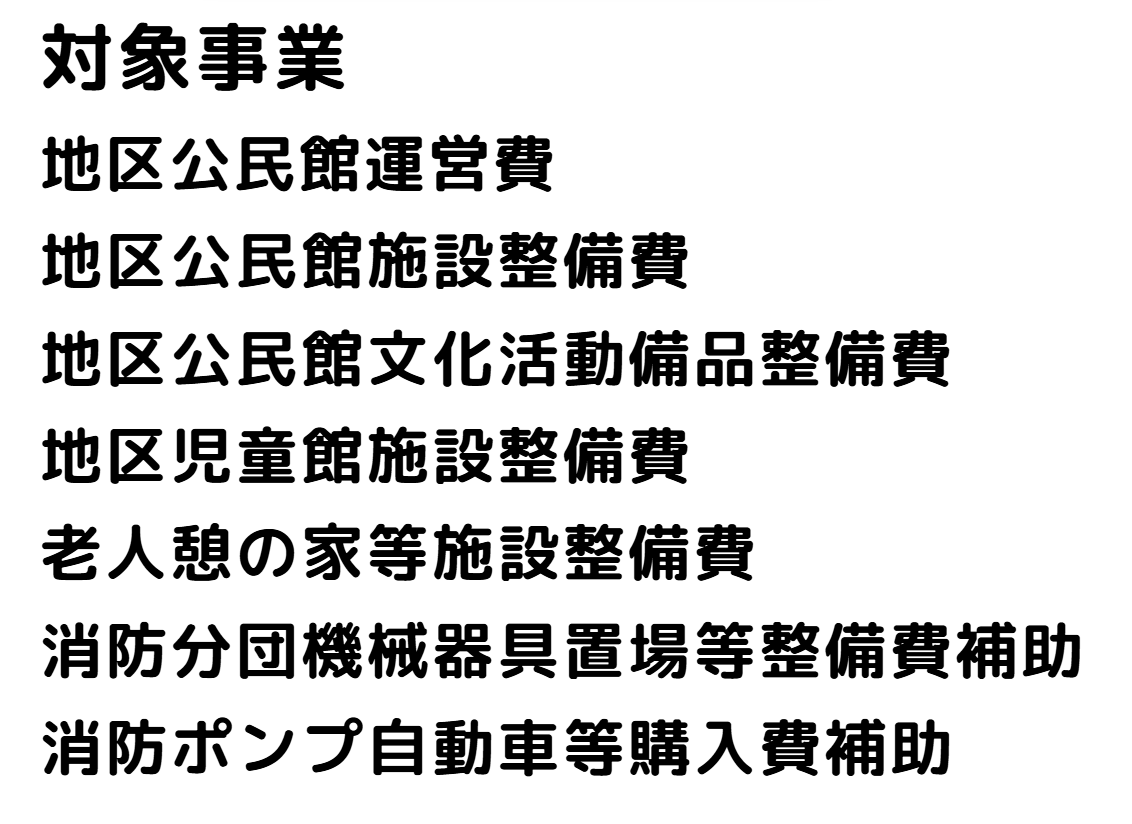 対象事業
地区公民館運営費
地区公民館施設整備費
地区公民館文化活動備品整備費
地区児童館施設整備費
老人憩の家等施設整備費
消防分団機械器具置場等整備費補助
消防ポンプ自動車等購入費補助